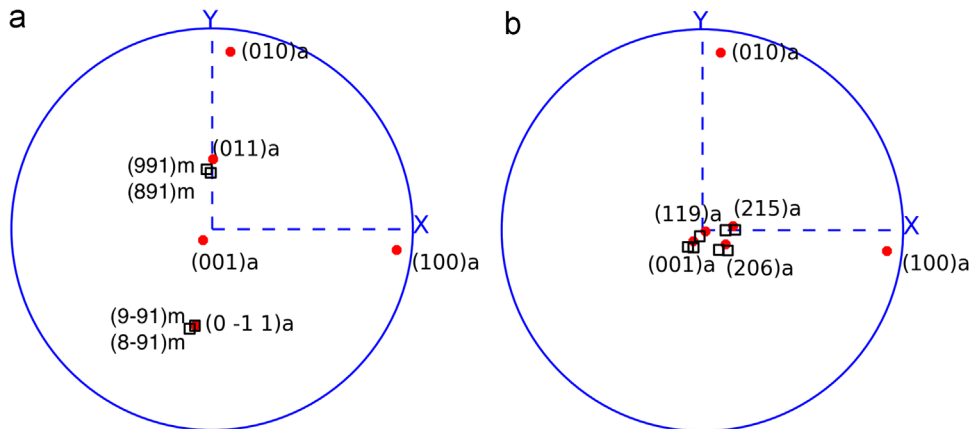 a
Y
(010)a
(011)a
(991)m
(891)m
X
(001)a
(100)a
(9-91)m
(8-91)m
(0 -1 1)a
b
Y
(010)a
(119)a
(215)a
X
(001)a
(206)a
(100)a